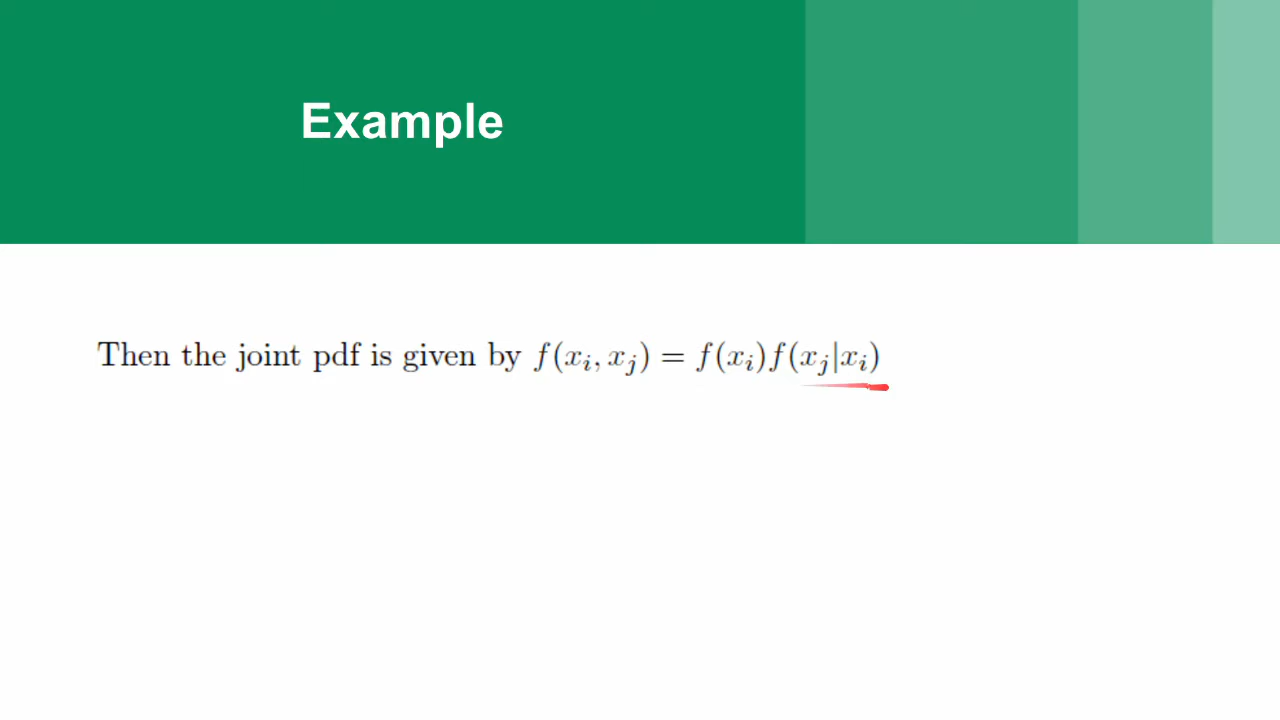 Example
Then the joint pdf is given by f(x_i, x_j) = f(x_i)f(x_j|x_i)